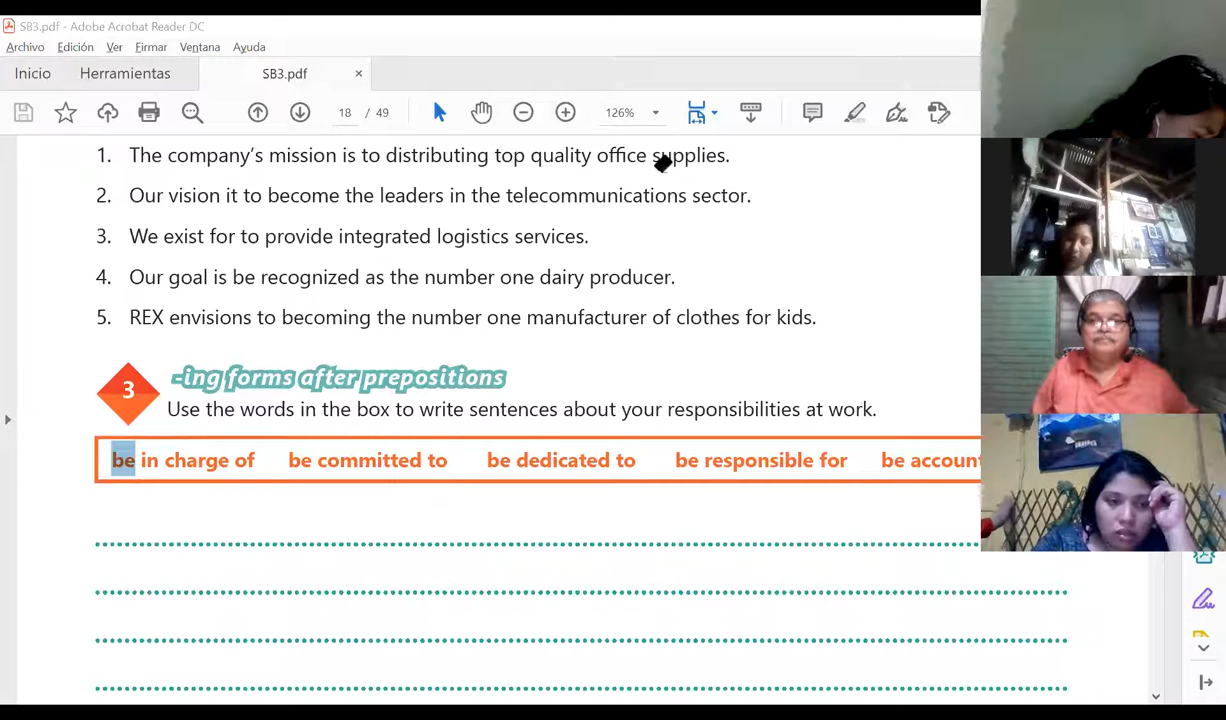 SB3.pdf - Adobe Acrobat Reader DC
Archivo Edición Ver Firmar Ventana Ayuda
Inicio Herramientas SB3.pdf ×
18 / 49 126%
1. The company's mission is to distributing top quality office supplies.
2. Our vision it to become the leaders in the telecommunications sector.
3. We exist for to provide integrated logistics services.
4. Our goal is be recognized as the number one dairy producer.
5. REX envisions to becoming the number one manufacturer of clothes for kids.
3 -ing forms after prepositions
Use the words in the box to write sentences about your responsibilities at work.
be in charge of be committed to be dedicated to be responsible for be account